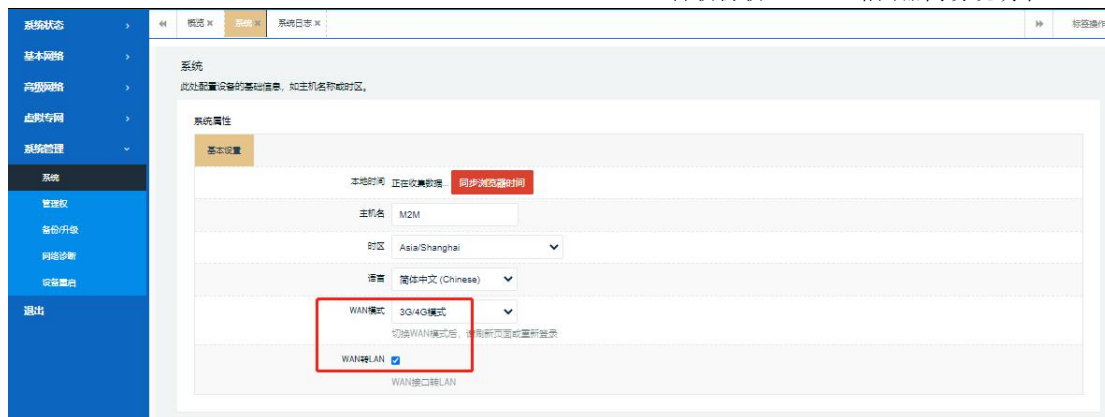 系统状态
基本网络
高级网络
虚拟专网
系统管理
系统
管理权
备份/升级
网络诊断
设备重启
退出
概览 ×
系统 ×
系统日志 ×
标签操作
系统
此处配置设备的基础信息，如主机名称或时区。
系统属性
基本设置
本地时间 正在收集数据... 同步浏览器时间
主机名 M2M
时区 Asia/Shanghai
语言 简体中文 (Chinese)
WAN模式 3G/4G模式
切换WAN模式后，请刷新页面或重新登录
WAN转LAN
WAN接口转LAN